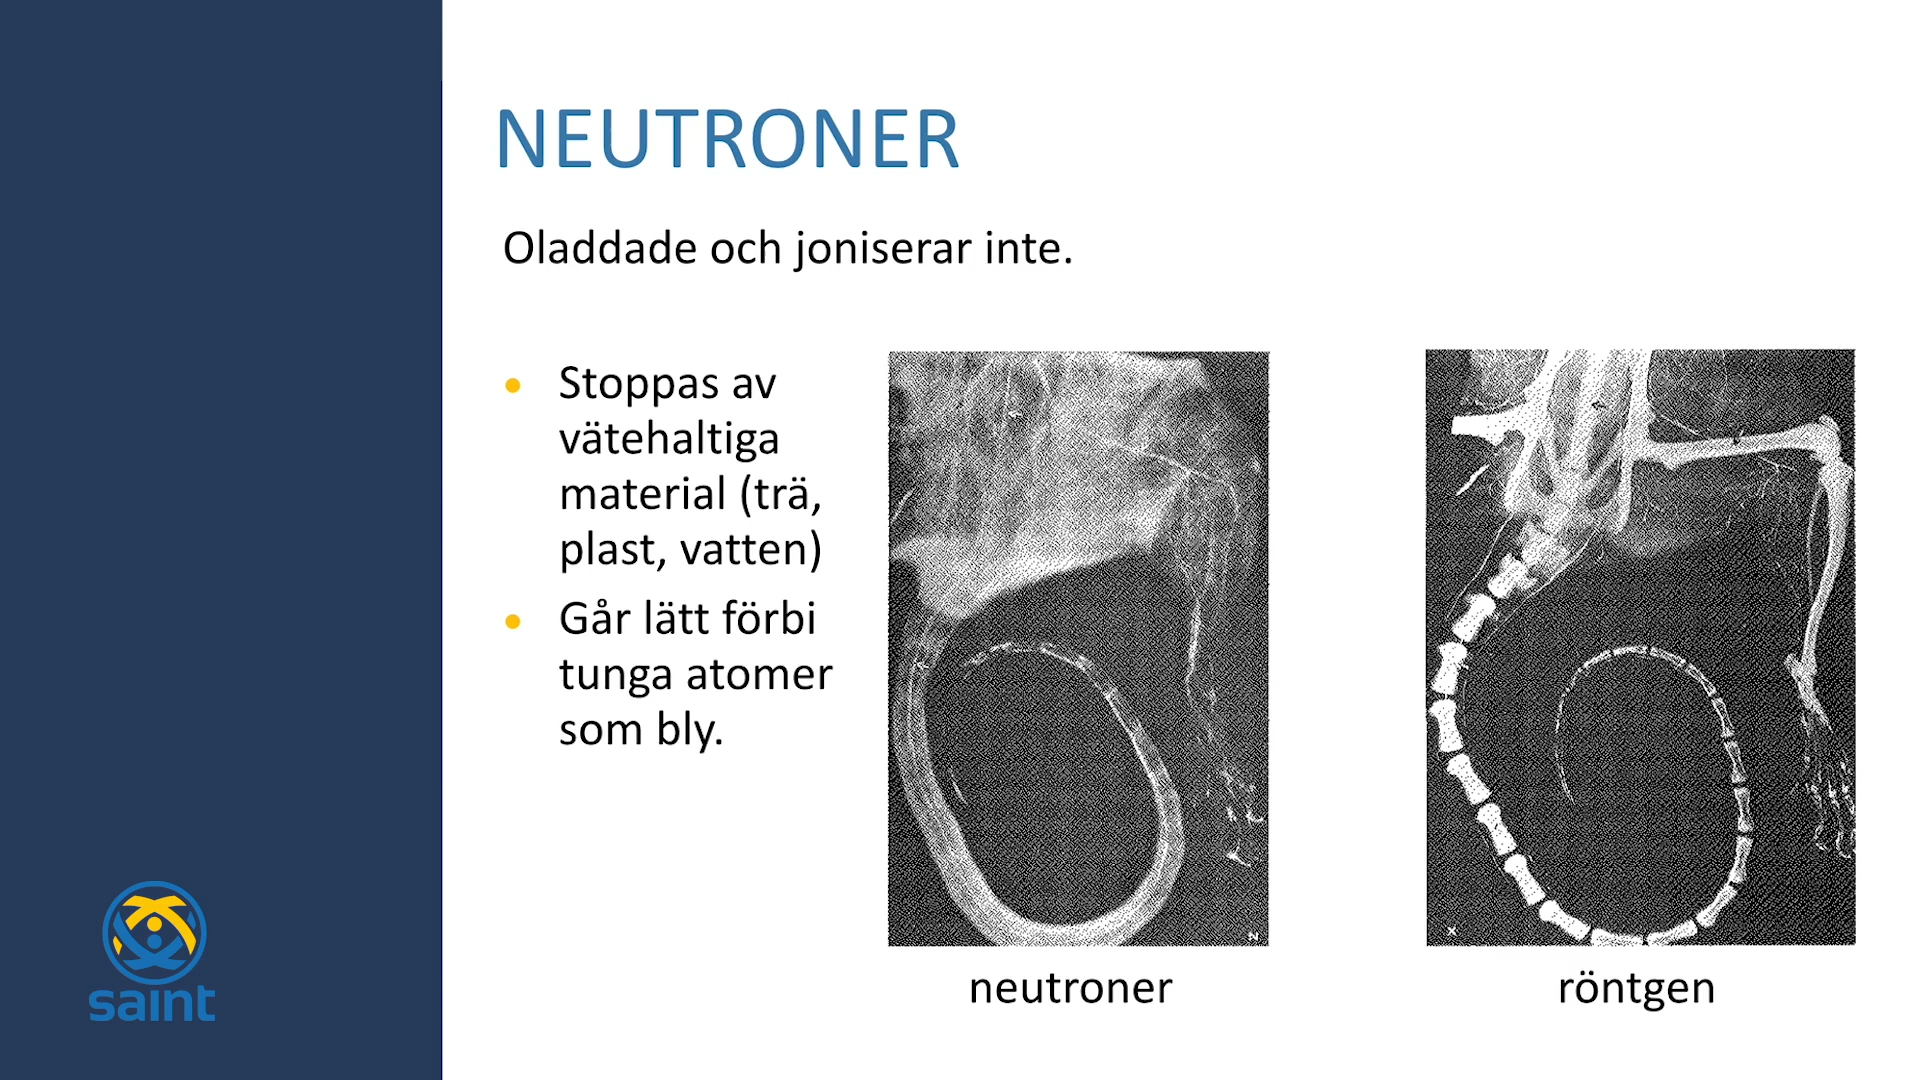 NEUTRONER
Oladdade och joniserar inte.
• Stoppas av
vätehaltiga
material (trä,
plast, vatten)
• Går lätt förbi
tunga atomer
som bly.
N
X
neutroner
röntgen
saint